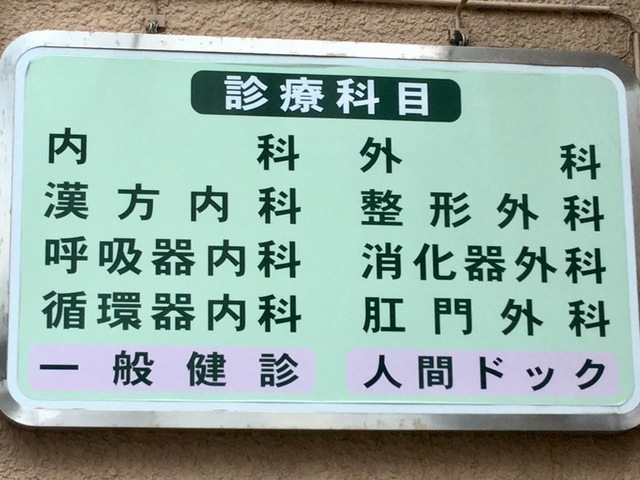 診療科目
内科
外科
漢方内科
整形外科
呼吸器内科
消化器外科
循環器内科
肛門外科
一般健診
人間ドック